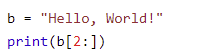 b = "Hello, World!"
print(b[2:])